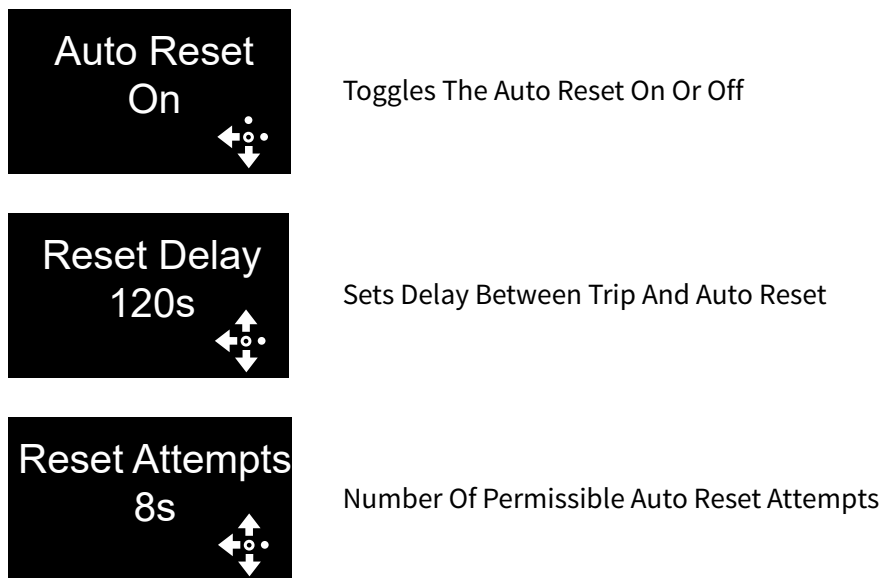 Auto Reset
On
Toggles The Auto Reset On Or Off
Reset Delay
120s
Sets Delay Between Trip And Auto Reset
Reset Attempts
8s
Number Of Permissible Auto Reset Attempts